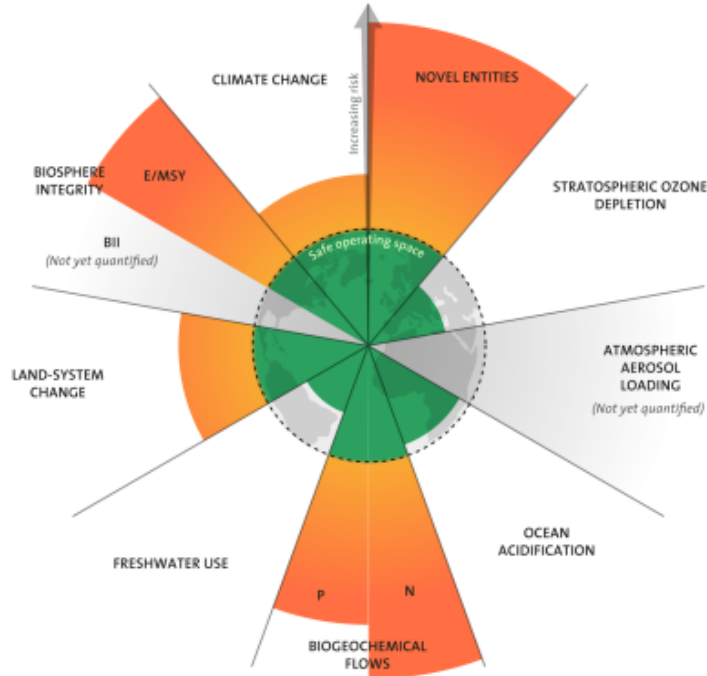 CLIMATE CHANGE
Increasing risk
NOVEL ENTITIES
STRATOSPHERIC OZONE
DEPLETION
ATMOSPHERIC
AEROSOL
LOADING
(Not yet quantified)
OCEAN
ACIDIFICATION
N
P
BIOGEOCHEMICAL
FLOWS
FRESHWATER USE
LAND-SYSTEM
CHANGE
BIOSPHERE
INTEGRITY
E/MSY
BII
(Not yet quantified)
Safe operating space